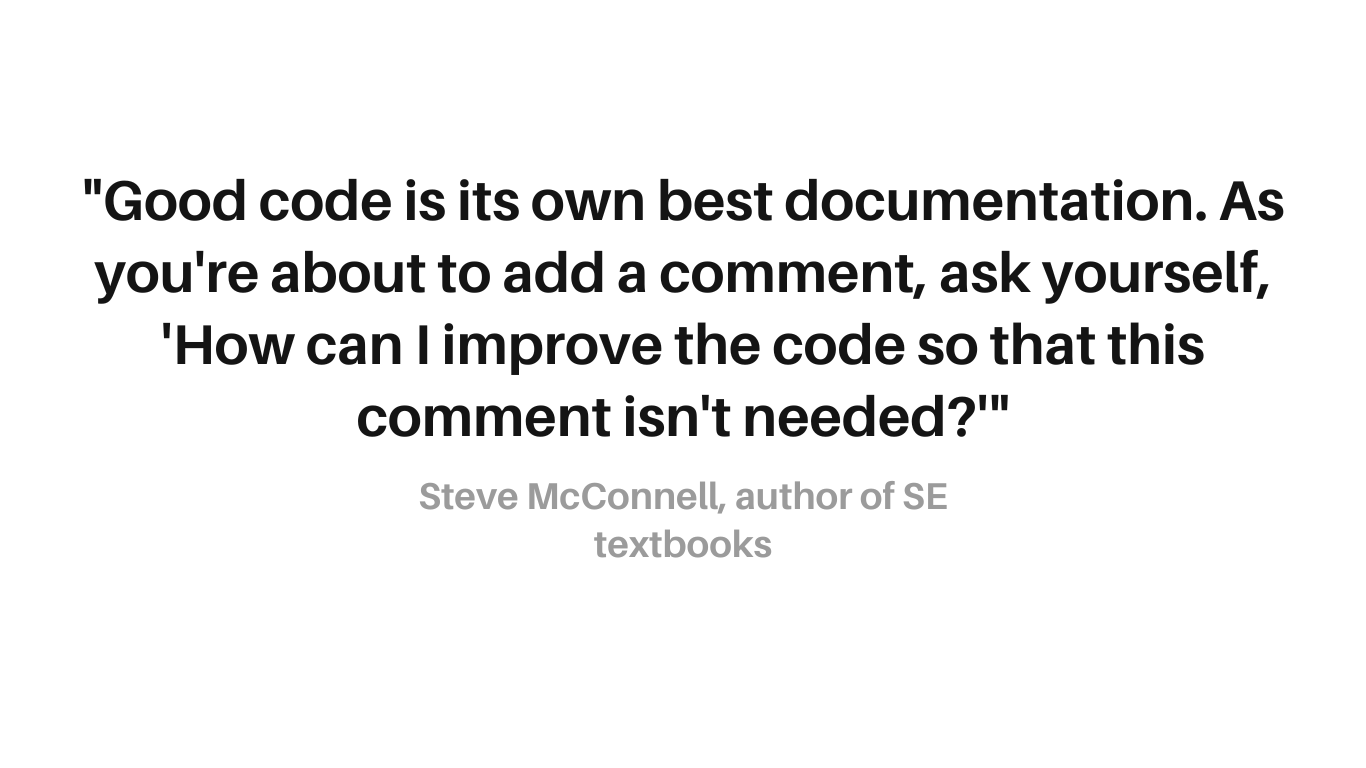 "Good code is its own best documentation. As
you're about to add a comment, ask yourself,
'How can I improve the code so that this
comment isn't needed?'"
Steve McConnell, author of SE
textbooks